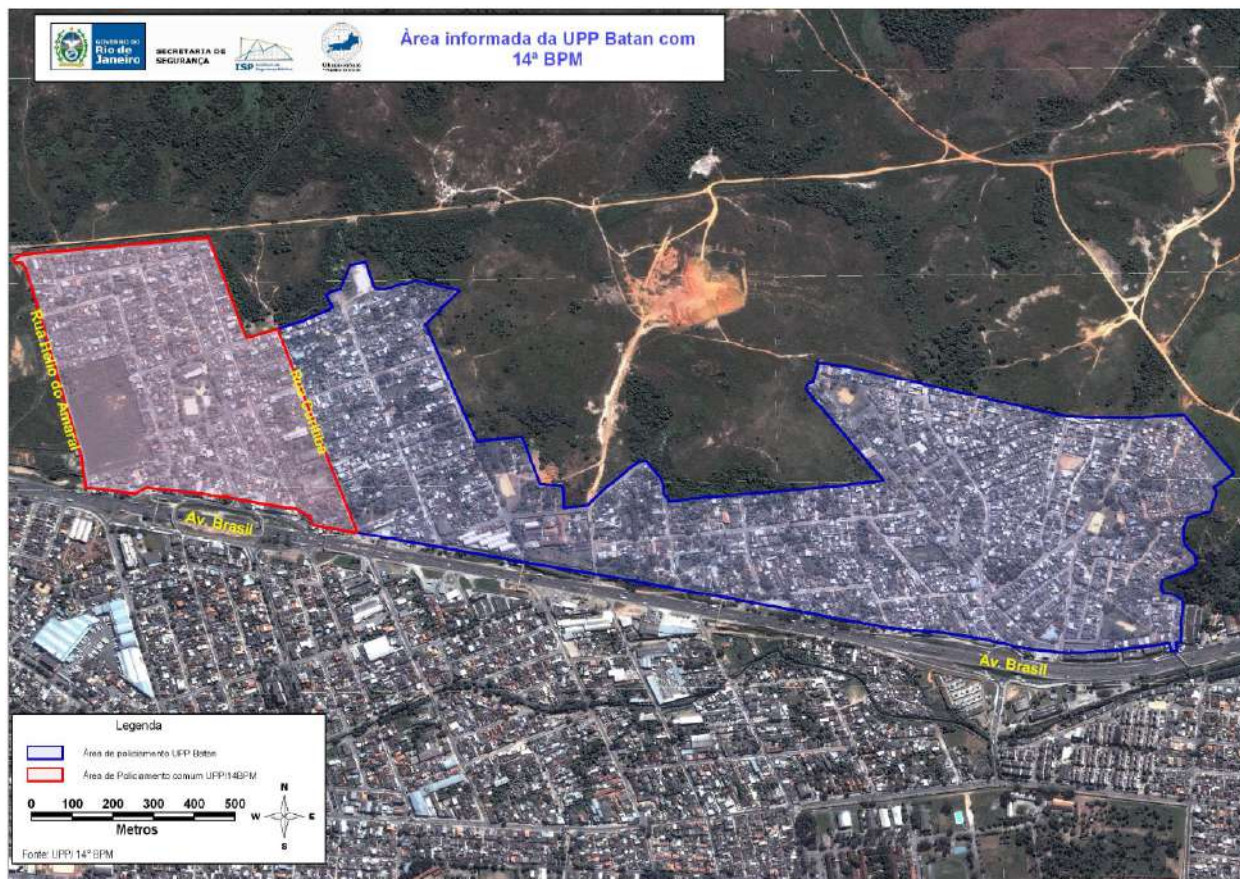 GOVERNO DO
Rio de
Janeiro
SECRETARIA DE
SEGURANÇA
ISP
Área informada da UPP Batan com
14ª BPM
Rua Helio do Amaral
Rua Curitiba
Av. Brasil
Av. Brasil
Legenda
Área de policiamento UPP Batan
Área de Policiamento comum UPP/14BPM
0 100 200 300 400 500
Metros
N
W E
S
Fonte: UPP/ 14ª BPM